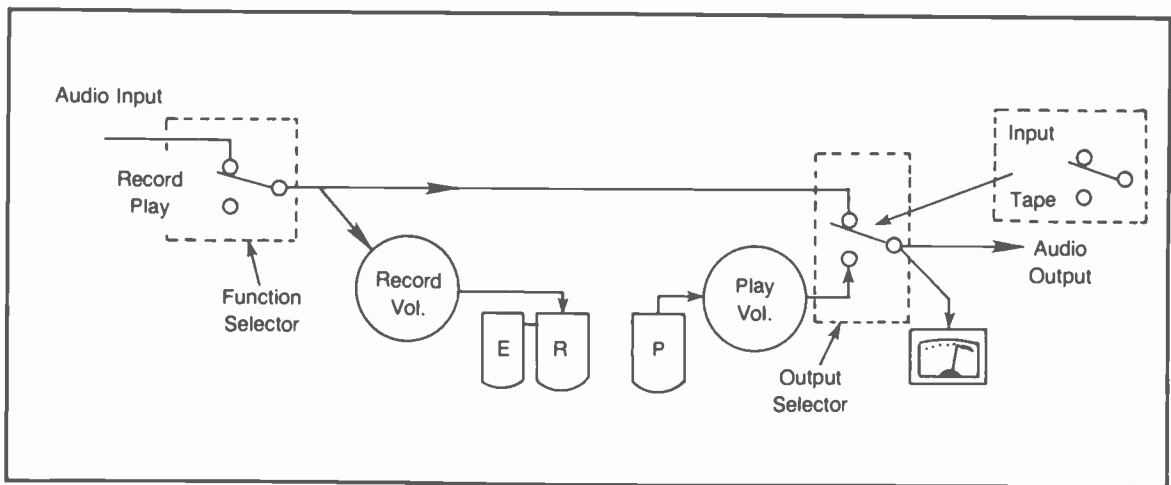 Audio Input
Record
Play
Function
Selector
Record
Vol.
E
R
P
Play
Vol.
Output
Selector
Input
Tape
Audio
Output